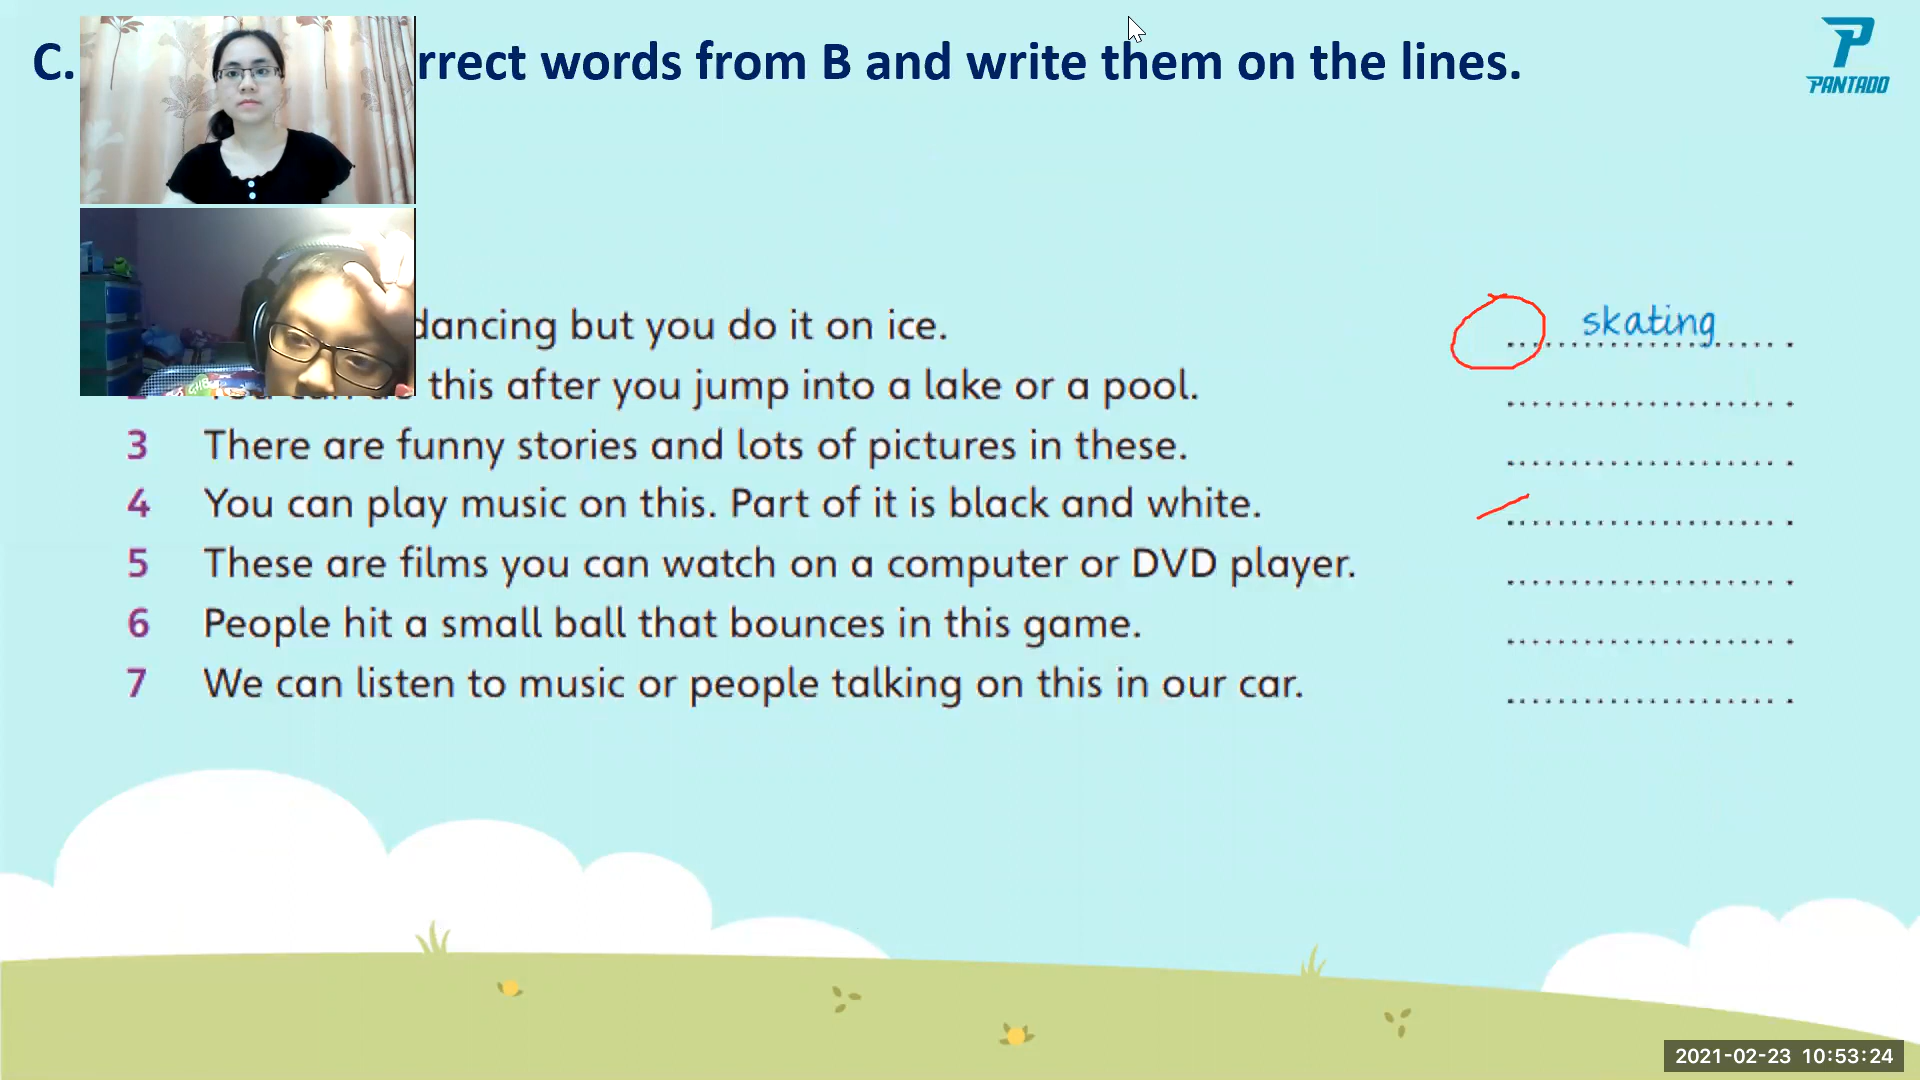 C. rrect words from B and write them on the lines.
PANTADO
dancing but you do it on ice. skating
this after you jump into a lake or a pool.
3 There are funny stories and lots of pictures in these.
4 You can play music on this. Part of it is black and white.
5 These are films you can watch on a computer or DVD player.
6 People hit a small ball that bounces in this game.
7 We can listen to music or people talking on this in our car.
2021-02-23 10:53:24